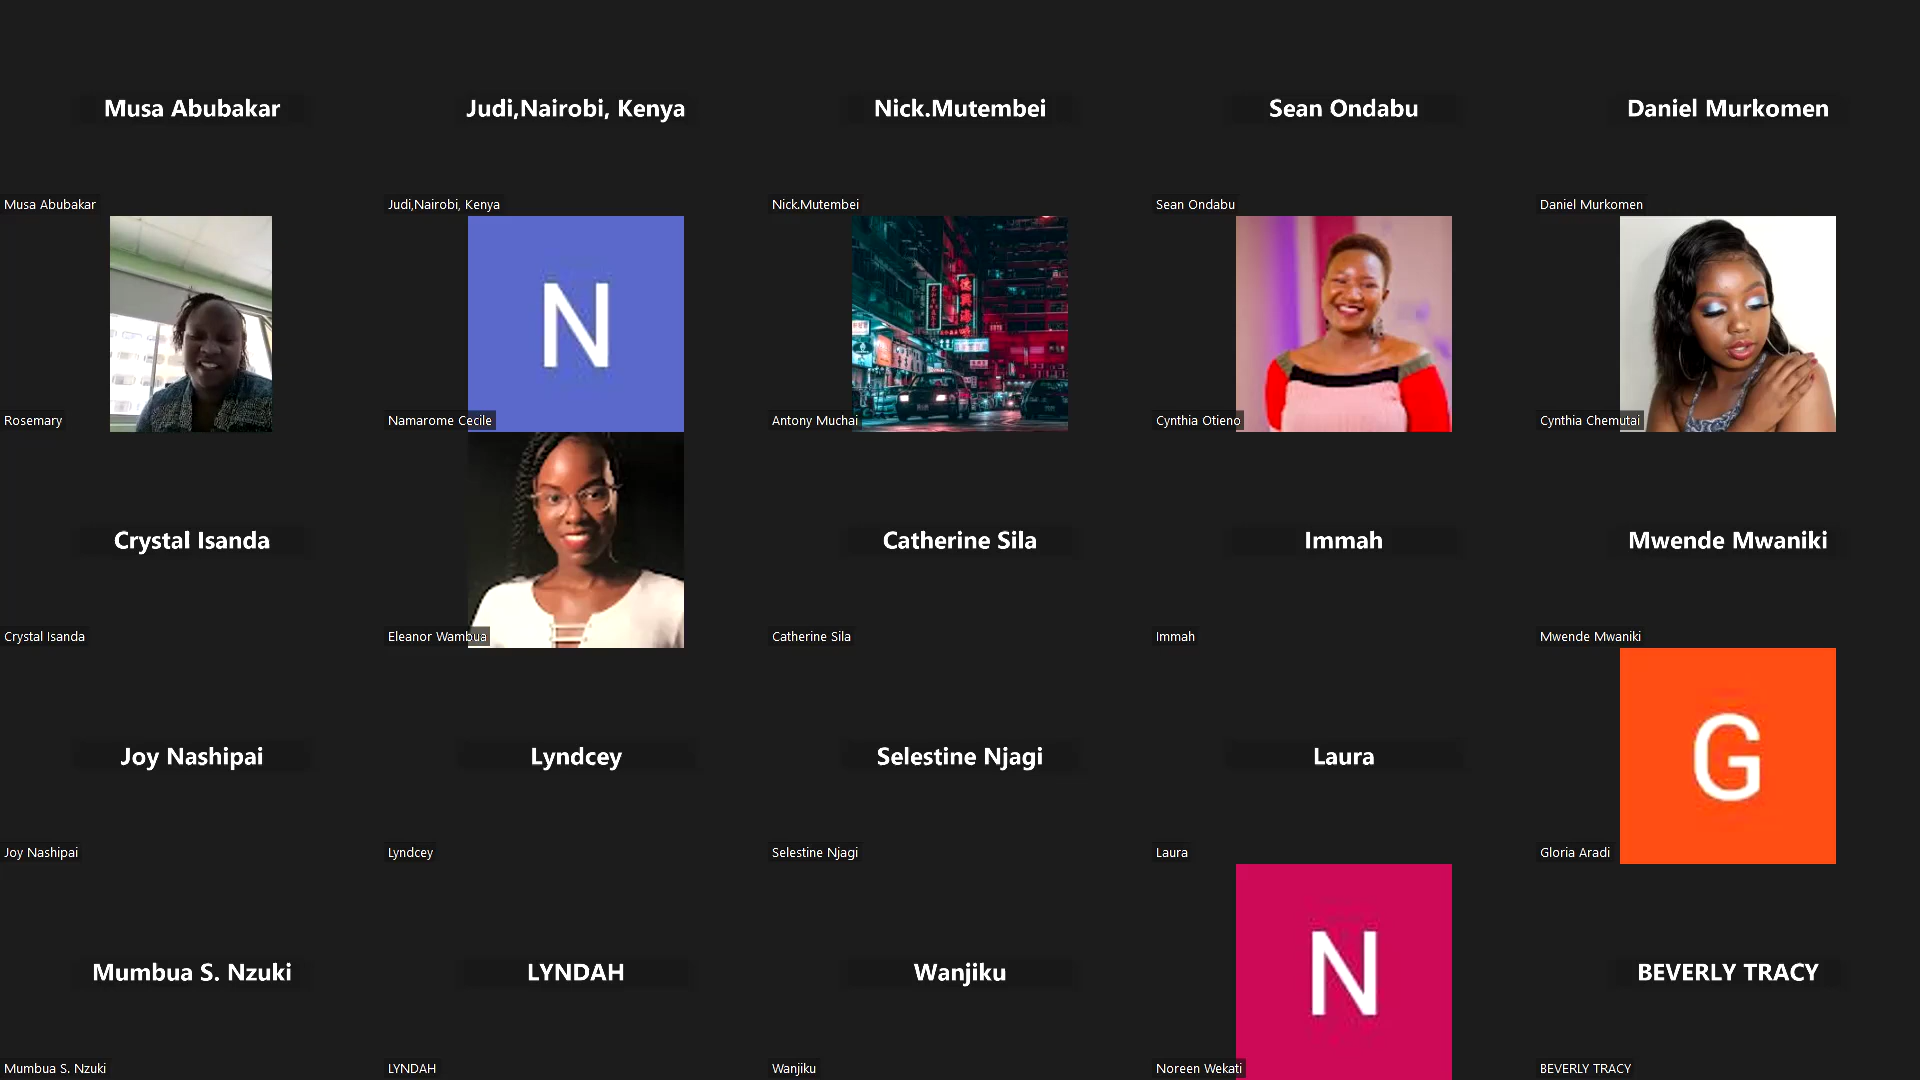 Musa Abubakar
Judi,Nairobi, Kenya
Nick.Mutembei
Sean Ondabu
Daniel Murkomen
Musa Abubakar
Judi,Nairobi, Kenya
Nick.Mutembei
Sean Ondabu
Daniel Murkomen
N
Rosemary
Namarome Cecile
Antony Muchai
Cynthia Otieno
Cynthia Chemutai
Crystal Isanda
Catherine Sila
Immah
Mwende Mwaniki
Crystal Isanda
Eleanor Wambua
Catherine Sila
Immah
Mwende Mwaniki
Joy Nashipai
Lyndcey
Selestine Njagi
Laura
G
Joy Nashipai
Lyndcey
Selestine Njagi
Laura
Gloria Aradi
Mumbua S. Nzuki
LYNDAH
Wanjiku
N
BEVERLY TRACY
Mumbua S. Nzuki
LYNDAH
Wanjiku
Noreen Wekati
BEVERLY TRACY